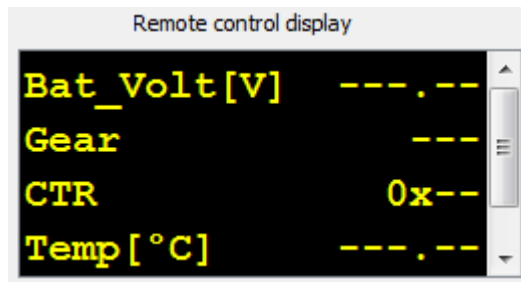 Remote control display
Bat_Volt[V] ---.--
Gear ---
CTR 0x--
Temp[°C] ---.--